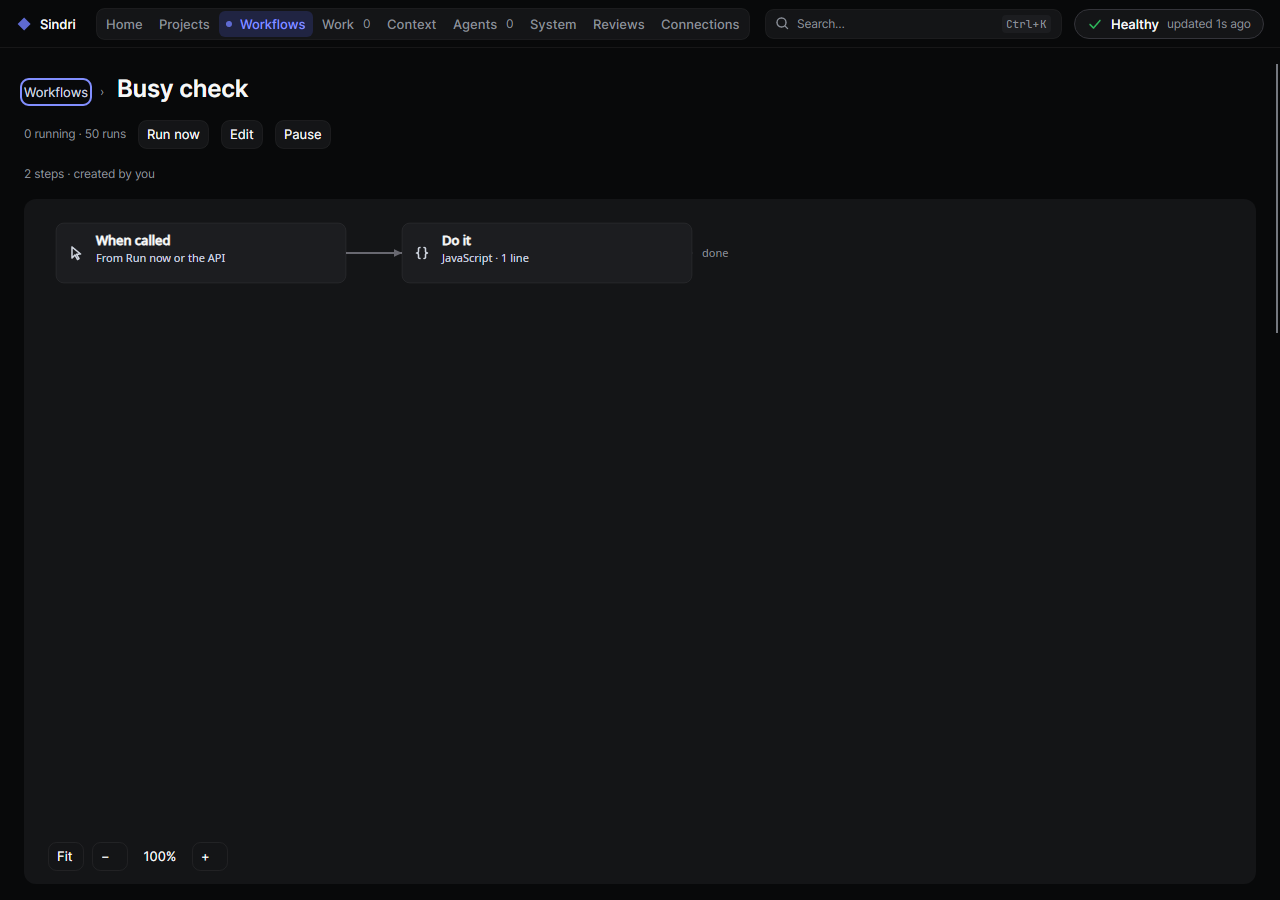 Sindri
Home Projects Workflows Work 0 Context Agents 0 System Reviews Connections
Search... Ctrl+K
Healthy updated 1s ago
Workflows › Busy check
0 running · 50 runs Run now Edit Pause
2 steps · created by you
When called
From Run now or the API
{} Do it
JavaScript · 1 line
done
Fit − 100% +